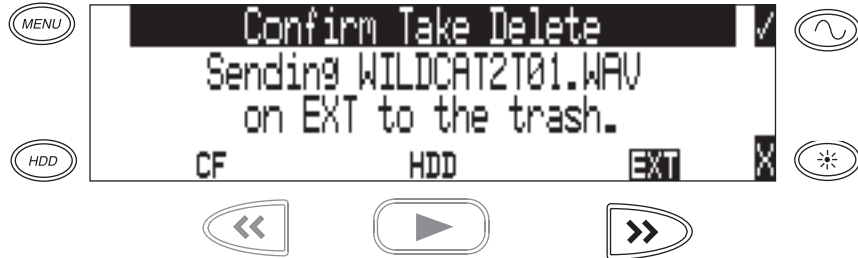 MENU
Confirm Take Delete
✓
Sending WILDCAT2T01.WAV
on EXT to the trash.
HDD
CF HDD EXT X